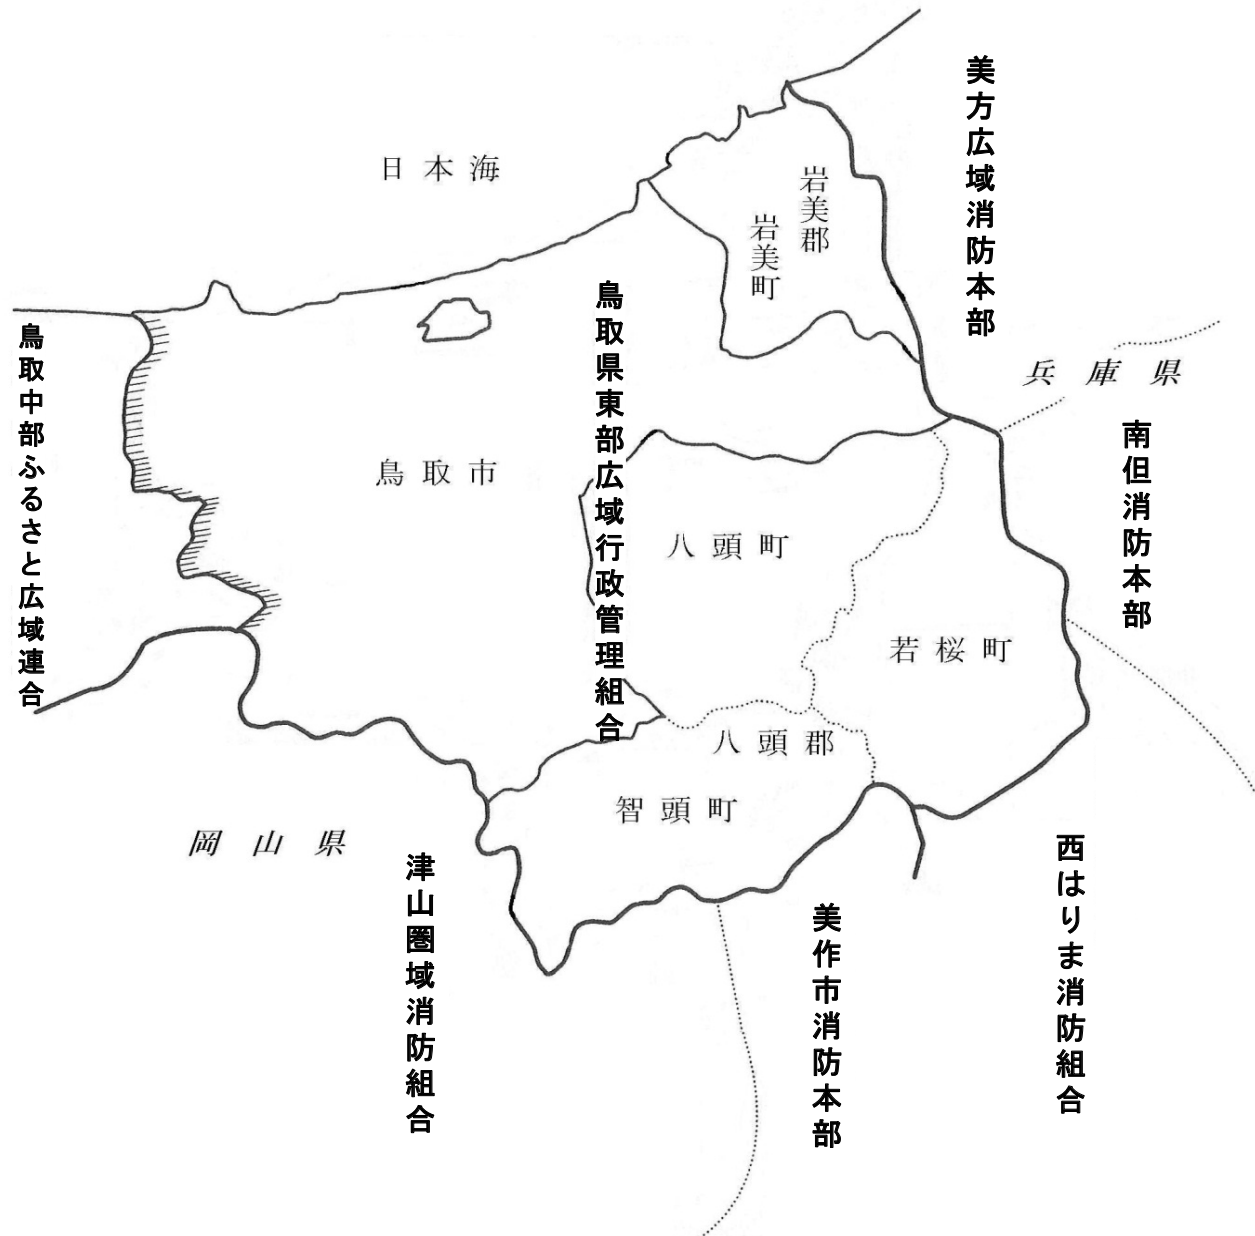 日本海
岩美郡
岩美町
美方広域消防本部
兵庫県
鳥取中部ふるさと広域連合
鳥取県東部広域行政管理組合
鳥取市
八頭町
南但消防本部
若桜町
八頭郡
智頭町
岡山県
津山圏域消防組合
美作市消防本部
西はりま消防組合